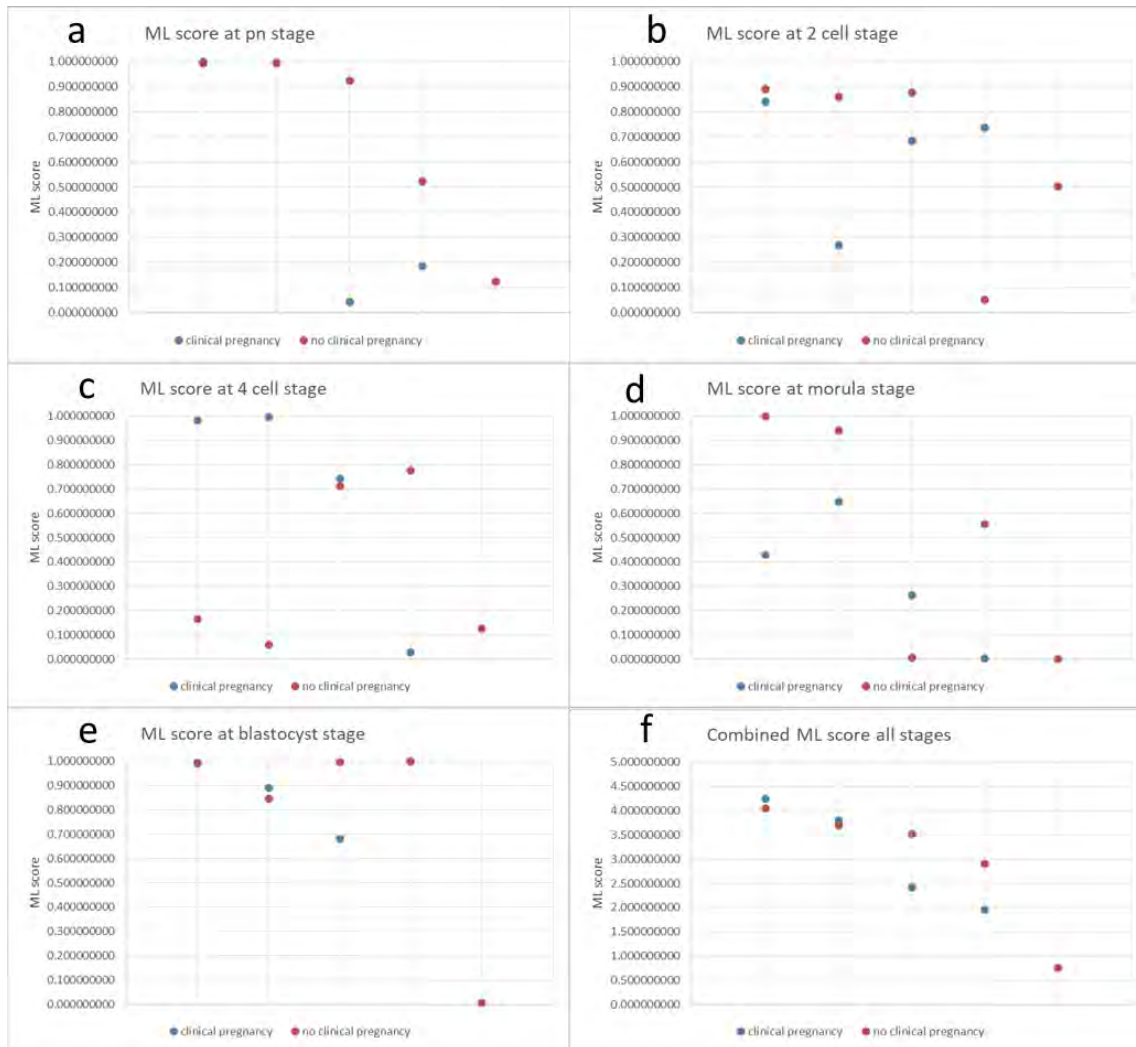 a
ML score at pn stage
1.000000000
0.900000000
0.800000000
0.700000000
0.600000000
0.500000000
0.400000000
0.300000000
0.200000000
0.100000000
0.000000000
ML score
clinical pregnancy no clinical pregnancy
b
ML score at 2 cell stage
1.000000000
0.900000000
0.800000000
0.700000000
0.600000000
0.500000000
0.400000000
0.300000000
0.200000000
0.100000000
0.000000000
ML score
clinical pregnancy no clinical pregnancy
c
ML score at 4 cell stage
1.000000000
0.900000000
0.800000000
0.700000000
0.600000000
0.500000000
0.400000000
0.300000000
0.200000000
0.100000000
0.000000000
ML score
clinical pregnancy no clinical pregnancy
d
ML score at morula stage
1.000000000
0.900000000
0.800000000
0.700000000
0.600000000
0.500000000
0.400000000
0.300000000
0.200000000
0.100000000
0.000000000
ML score
clinical pregnancy no clinical pregnancy
e
ML score at blastocyst stage
1.000000000
0.900000000
0.800000000
0.700000000
0.600000000
0.500000000
0.400000000
0.300000000
0.200000000
0.100000000
0.000000000
ML score
clinical pregnancy no clinical pregnancy
f
Combined ML score all stages
5.000000000
4.500000000
4.000000000
3.500000000
3.000000000
2.500000000
2.000000000
1.500000000
1.000000000
0.500000000
0.000000000
ML score
clinical pregnancy no clinical pregnancy